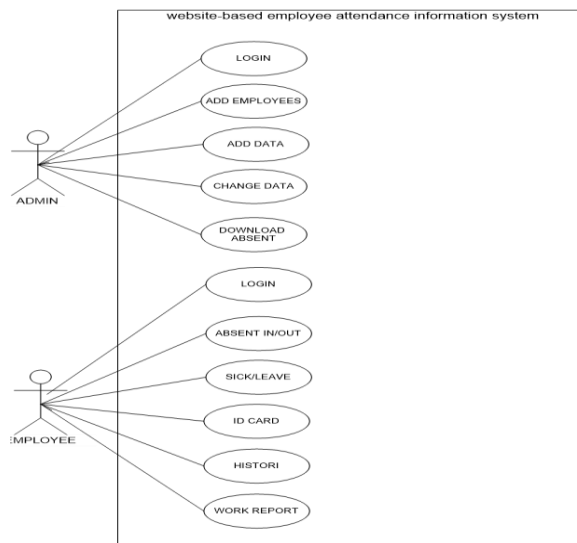 website-based employee attendance information system
LOGIN
ADD EMPLOYEES
ADD DATA
CHANGE DATA
DOWNLOAD
ABSENT
ADMIN
LOGIN
ABSENT IN/OUT
SICK/LEAVE
ID CARD
HISTORI
WORK REPORT
EMPLOYEE